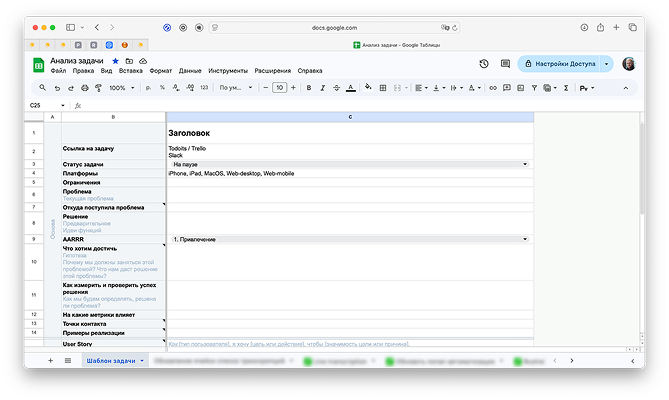 docs.google.com
Анализ задачи - Google Таблицы
Анализ задачи
Файл Правка Вид Вставка Формат Данные Инструменты Расширения Справка
Настройки Доступа
100% р. % .0 .00 123 По ум... 10
C25
A B C
1 Заголовок
2 Ссылка на задачу Todoits / Trello
Slack
3 Статус задачи На паузе
4 Платформы iPhone, iPad, MacOS, Web-desktop, Web-mobile
5 Ограничения
6 Проблема
Текущая проблема
7 Откуда поступила проблема
8 Решение
Предварительное
Идеи функций
9 AARRR 1. Привлечение
Основа
10 Что хотим достичь
Гипотеза
Почему мы должны заняться этой
проблемой? Что нам даст решение
этой проблемы?
11 Как измерить и проверить успех
решения
Как мы будем определять, решена
ли проблема?
12 На какие метрики влияет
13 Точки контакта
14 Примеры реализации
User Story Как [тип пользователя], я хочу [цель или действие], чтобы [значимость цели или причина].
Шаблон задачи